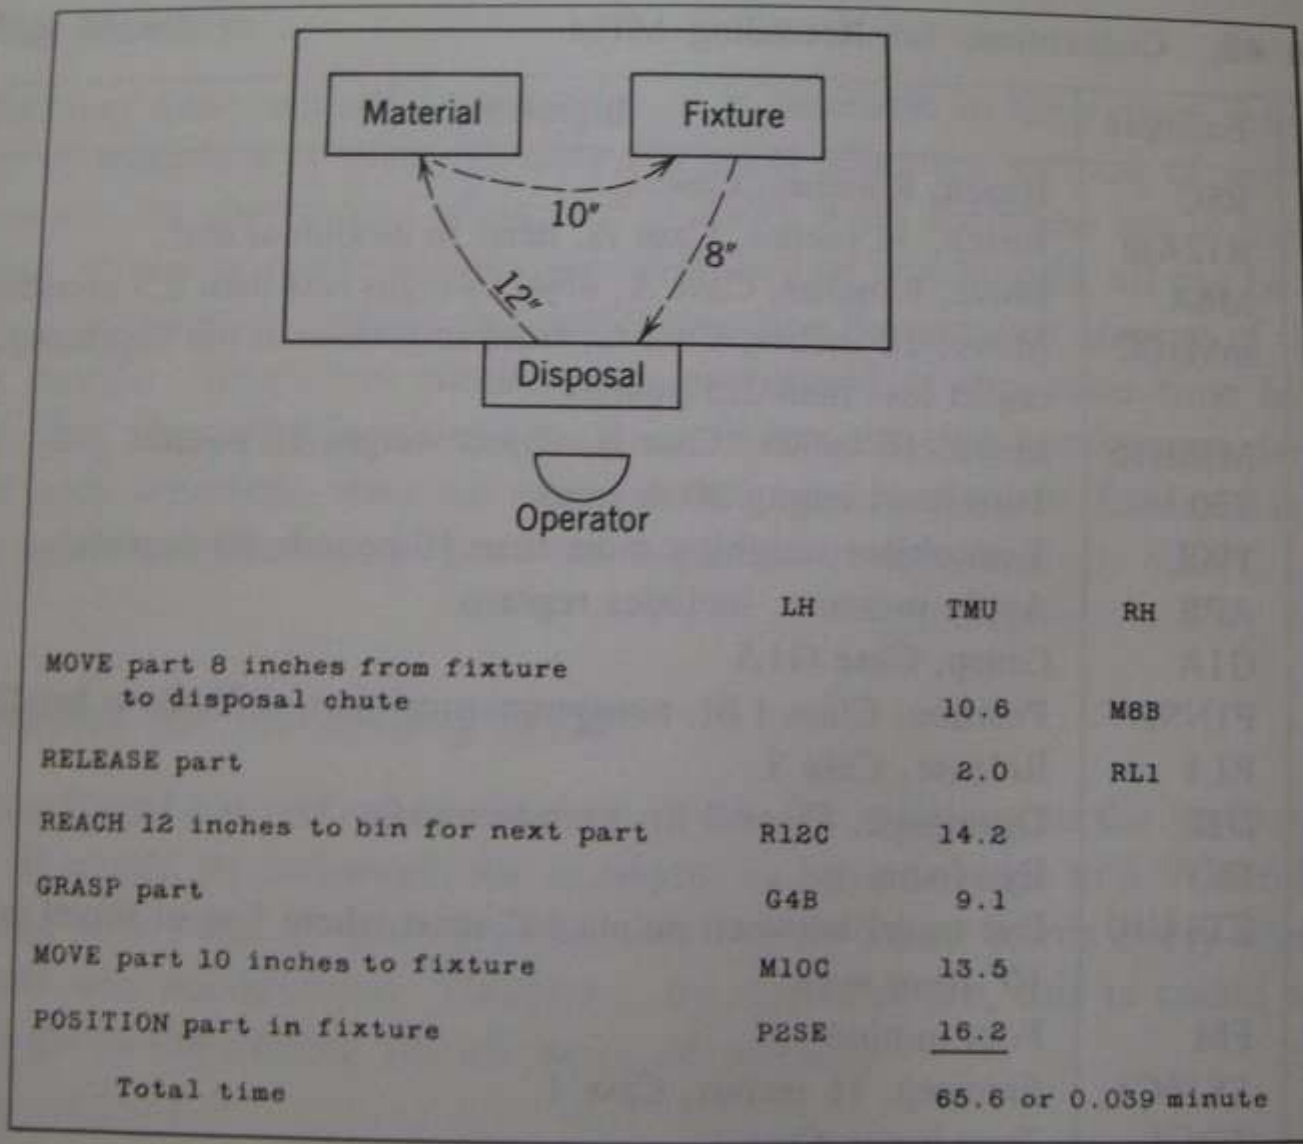 Material
Fixture
10"
8"
12"
Disposal
Operator
LH TMU RH
MOVE part 8 inches from fixture
to disposal chute 10.6 M8B
RELEASE part 2.0 RL1
REACH 12 inches to bin for next part R12C 14.2
GRASP part G4B 9.1
MOVE part 10 inches to fixture M10C 13.5
POSITION part in fixture P2SE 16.2
Total time 65.6 or 0.039 minute